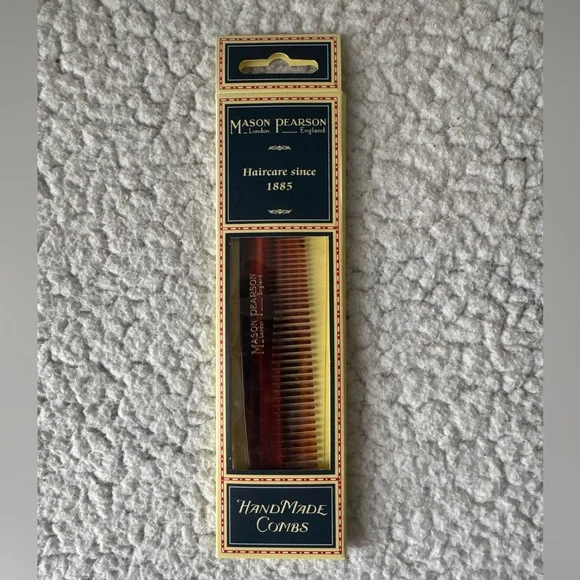 MASON PEARSON
London England
Haircare since
1885
MASON PEARSON
London England
HANDMADE
COMBS